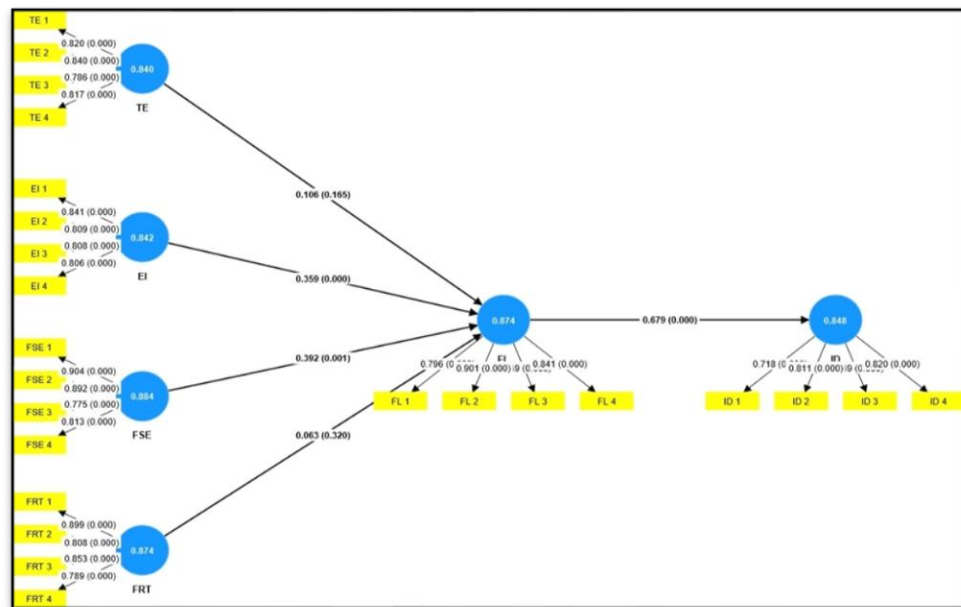 TE 1
0.820 (0.000)
TE 2
0.840 (0.000)
0.840
TE 3
0.786 (0.000)
0.817 (0.000)
TE 4
TE
0.106 (0.165)
EI 1
0.841 (0.000)
EI 2
0.809 (0.000)
0.842
EI 3
0.808 (0.000)
0.806 (0.000)
EI 4
EI
0.359 (0.000)
0.874
0.679 (0.000)
0.848
FSE 1
0.904 (0.000)
FSE 2
0.892 (0.000)
0.884
FSE 3
0.775 (0.000)
0.813 (0.000)
FSE 4
FSE
0.392 (0.001)
0.796
0.901 (0.000)
0.841 (0.000)
FL 1
FL 2
FL 3
FL 4
0.718
0.811 (0.000)
0.820 (0.000)
ID 1
ID 2
ID 3
ID 4
0.063 (0.320)
FRT 1
0.899 (0.000)
FRT 2
0.808 (0.000)
0.874
FRT 3
0.853 (0.000)
0.789 (0.000)
FRT 4
FRT